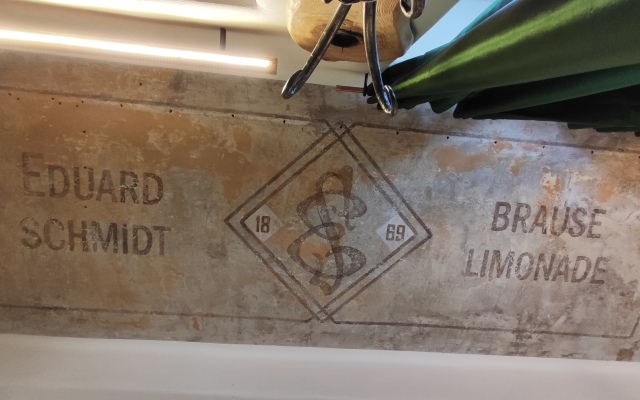 EDUARD
SCHMIDT
18 69
BRAUSE
LIMONADE